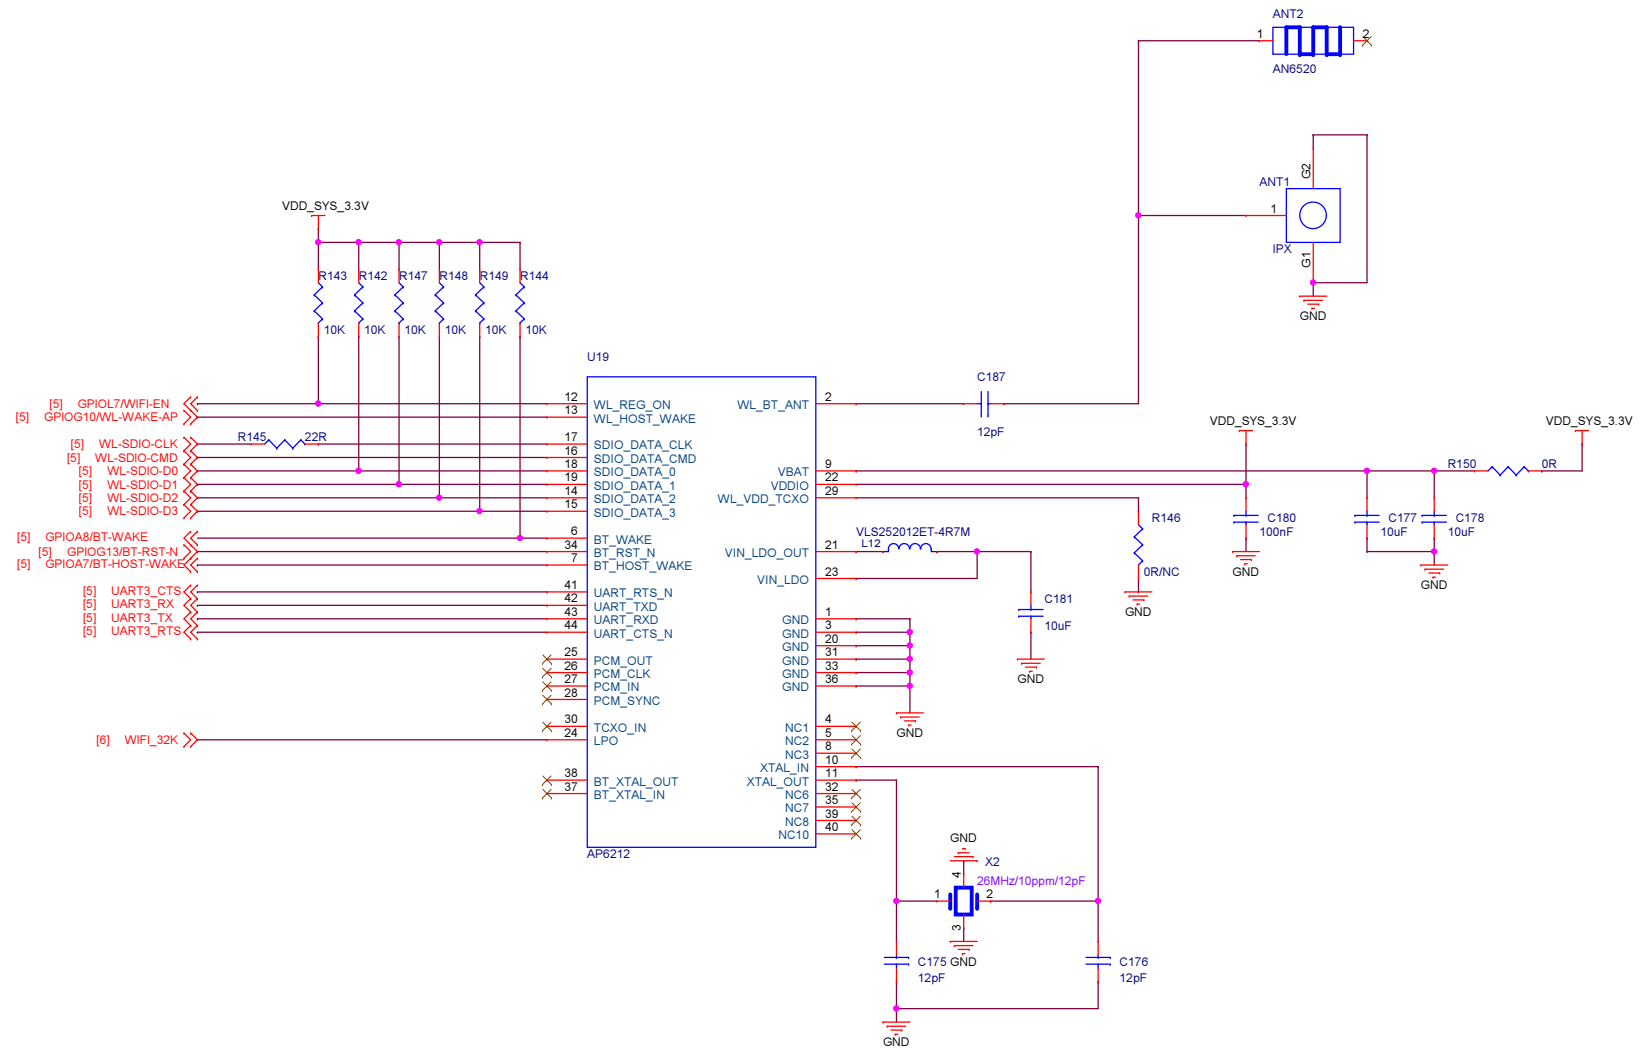 ANT2
1 2
AN6520
G2
ANT1
1
IPX
G1
GND
VDD_SYS_3.3V
R143 R142 R147 R148 R149 R144
10K 10K 10K 10K 10K 10K
U19
[5] GPIOL7/WIFI-EN 12 WL_REG_ON
[5] GPIOG10/WL-WAKE-AP 13 WL_HOST_WAKE
[5] WL-SDIO-CLK R145 22R 17 SDIO_DATA_CLK
[5] WL-SDIO-CMD 16 SDIO_DATA_CMD
[5] WL-SDIO-D0 18 SDIO_DATA_0
[5] WL-SDIO-D1 19 SDIO_DATA_1
[5] WL-SDIO-D2 14 SDIO_DATA_2
[5] WL-SDIO-D3 15 SDIO_DATA_3
[5] GPIOA8/BT-WAKE 6 BT_WAKE
[5] GPIOG13/BT-RST-N 34 BT_RST_N
[5] GPIOA7/BT-HOST-WAKE 7 BT_HOST_WAKE
[5] UART3_CTS 41 UART_RTS_N
[5] UART3_RX 42 UART_TXD
[5] UART3_TX 43 UART_RXD
[5] UART3_RTS 44 UART_CTS_N
25 PCM_OUT
26 PCM_CLK
27 PCM_IN
28 PCM_SYNC
30 TCXO_IN
[6] WIFI_32K 24 LPO
38 BT_XTAL_OUT
37 BT_XTAL_IN
AP6212
WL_BT_ANT 2
C187
12pF
VBAT 9
VDDIO 22
WL_VDD_TCXO 29
VIN_LDO_OUT 21
VIN_LDO 23
GND 1
GND 3
GND 20
GND 31
GND 33
GND 36
GND
NC1 4
NC2 5
NC3 8
XTAL_IN 10
XTAL_OUT 11
NC6 32
NC7 35
NC8 39
NC10 40
VDD_SYS_3.3V
VDD_SYS_3.3V
R150 0R
C180
100nF
GND
C177
10uF
C178
10uF
GND
R146
0R/NC
GND
VLS252012ET-4R7M
L12
C181
10uF
GND
GND
X2
4
26MHz/10ppm/12pF
1 2
3
GND
C175
12pF
C176
12pF
GND